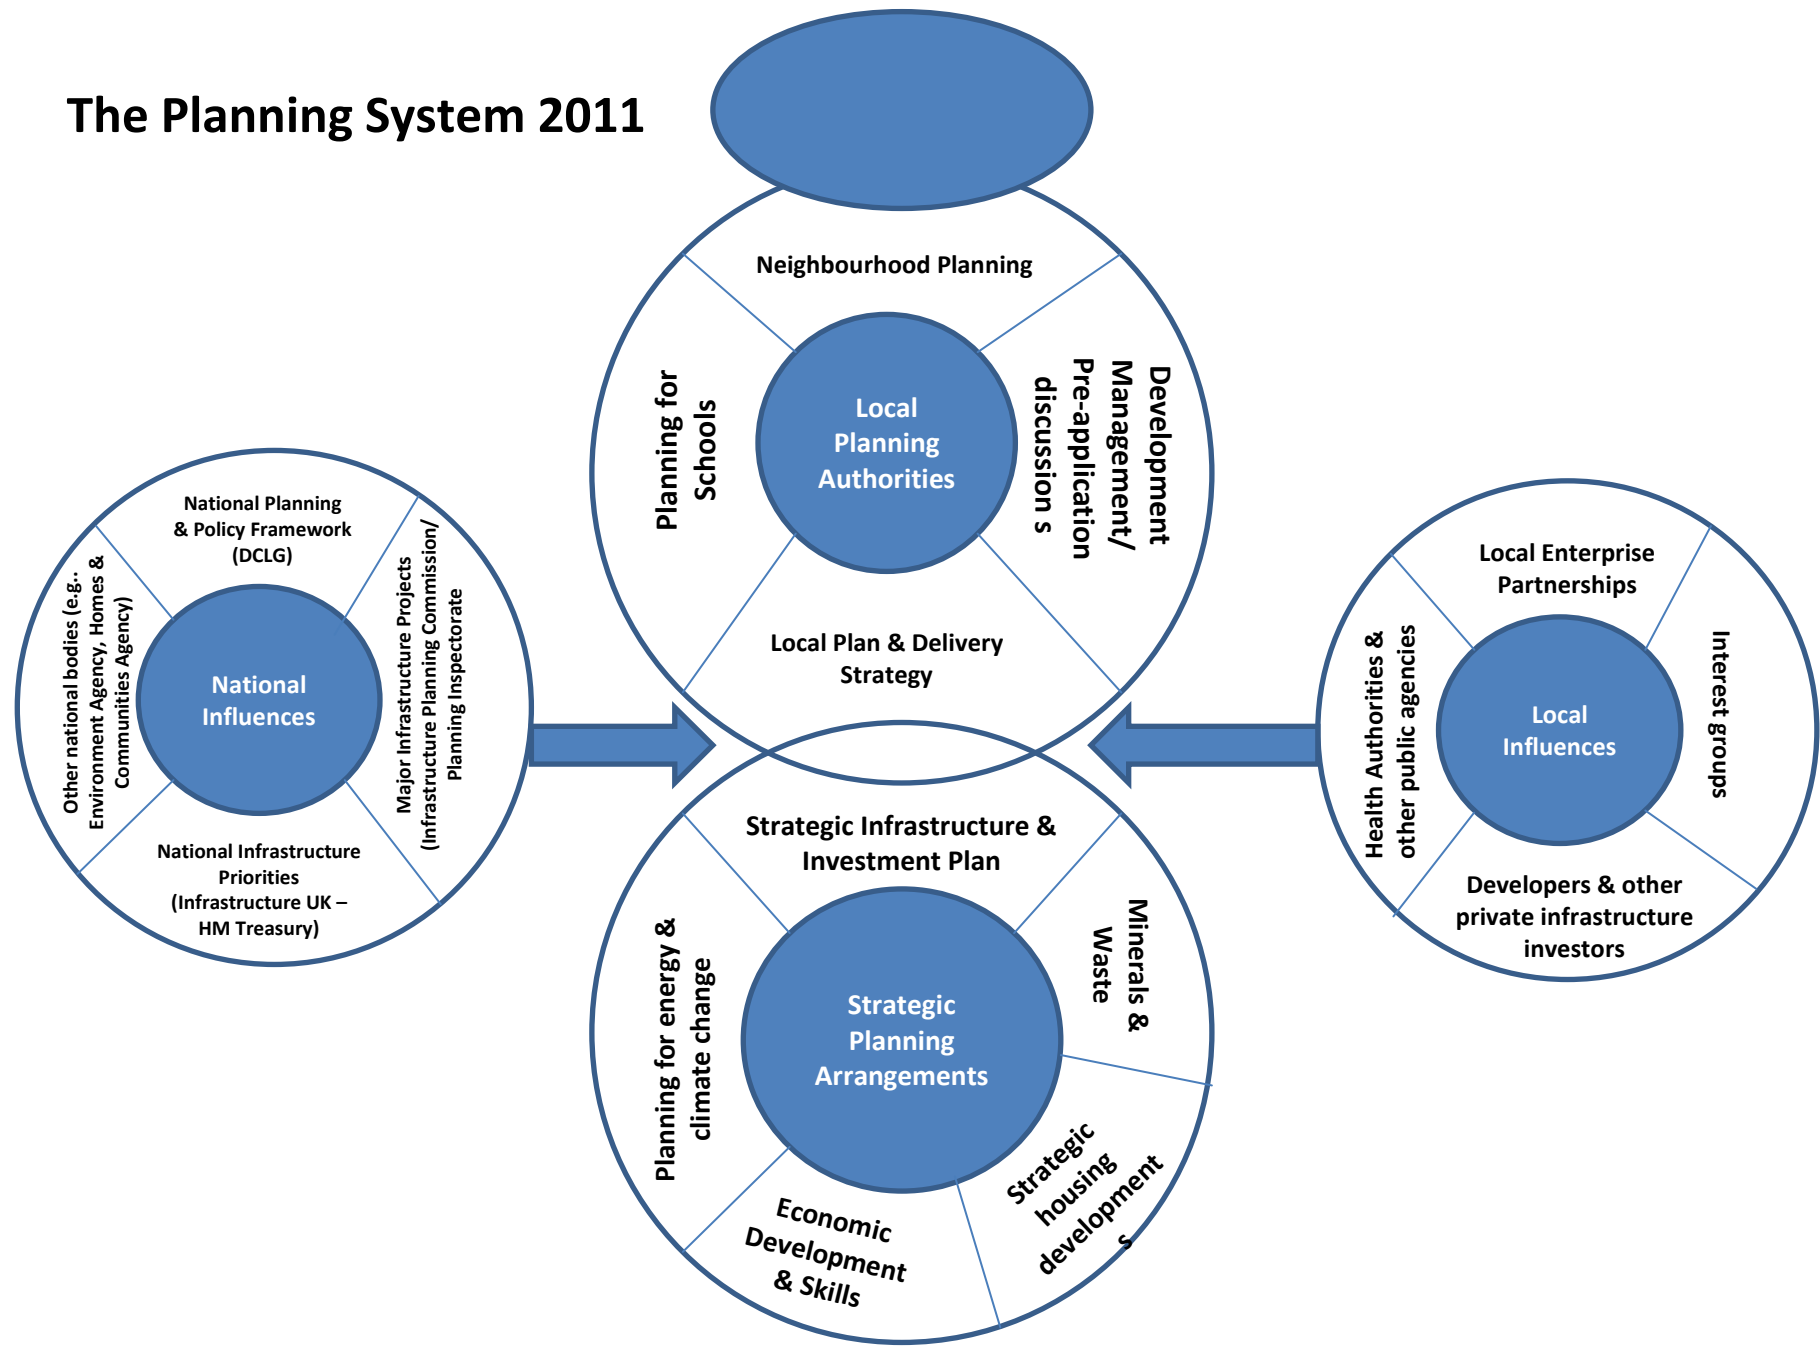 The Planning System 2011
Neighbourhood Planning
Planning for
Schools
Local
Planning
Authorities
Development
Management/
Pre-application
discussion s
Local Plan & Delivery
Strategy
National Planning
& Policy Framework
(DCLG)
Other national bodies (e.g..
Environment Agency, Homes &
Communities Agency)
National
Influences
Major Infrastructure Projects
(Infrastructure Planning Commission/
Planning Inspectorate
National Infrastructure
Priorities
(Infrastructure UK –
HM Treasury)
Local Enterprise
Partnerships
Health Authorities &
other public agencies
Local
Influences
Interest groups
Developers & other
private infrastructure
investors
Strategic Infrastructure &
Investment Plan
Planning for energy &
climate change
Strategic
Planning
Arrangements
Minerals &
Waste
Strategic
housing
development
s
Economic
Development
& Skills